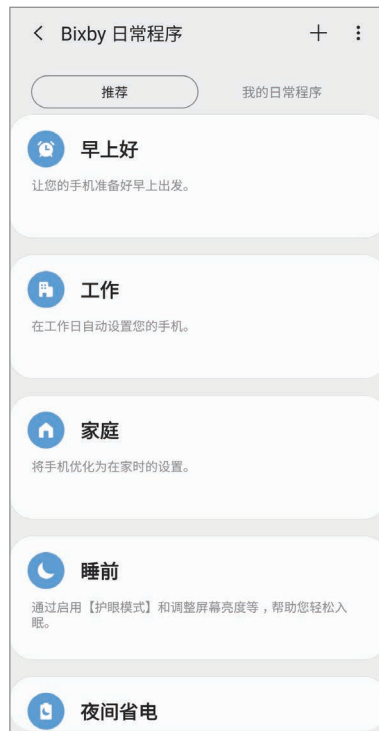 Bixby 日常程序
推荐
我的日常程序
早上好
让您的手机准备好早上出发。
工作
在工作日自动设置您的手机。
家庭
将手机优化为在家时的设置。
睡前
通过启用【护眼模式】和调整屏幕亮度等，帮助您轻松入
眠。
夜间省电